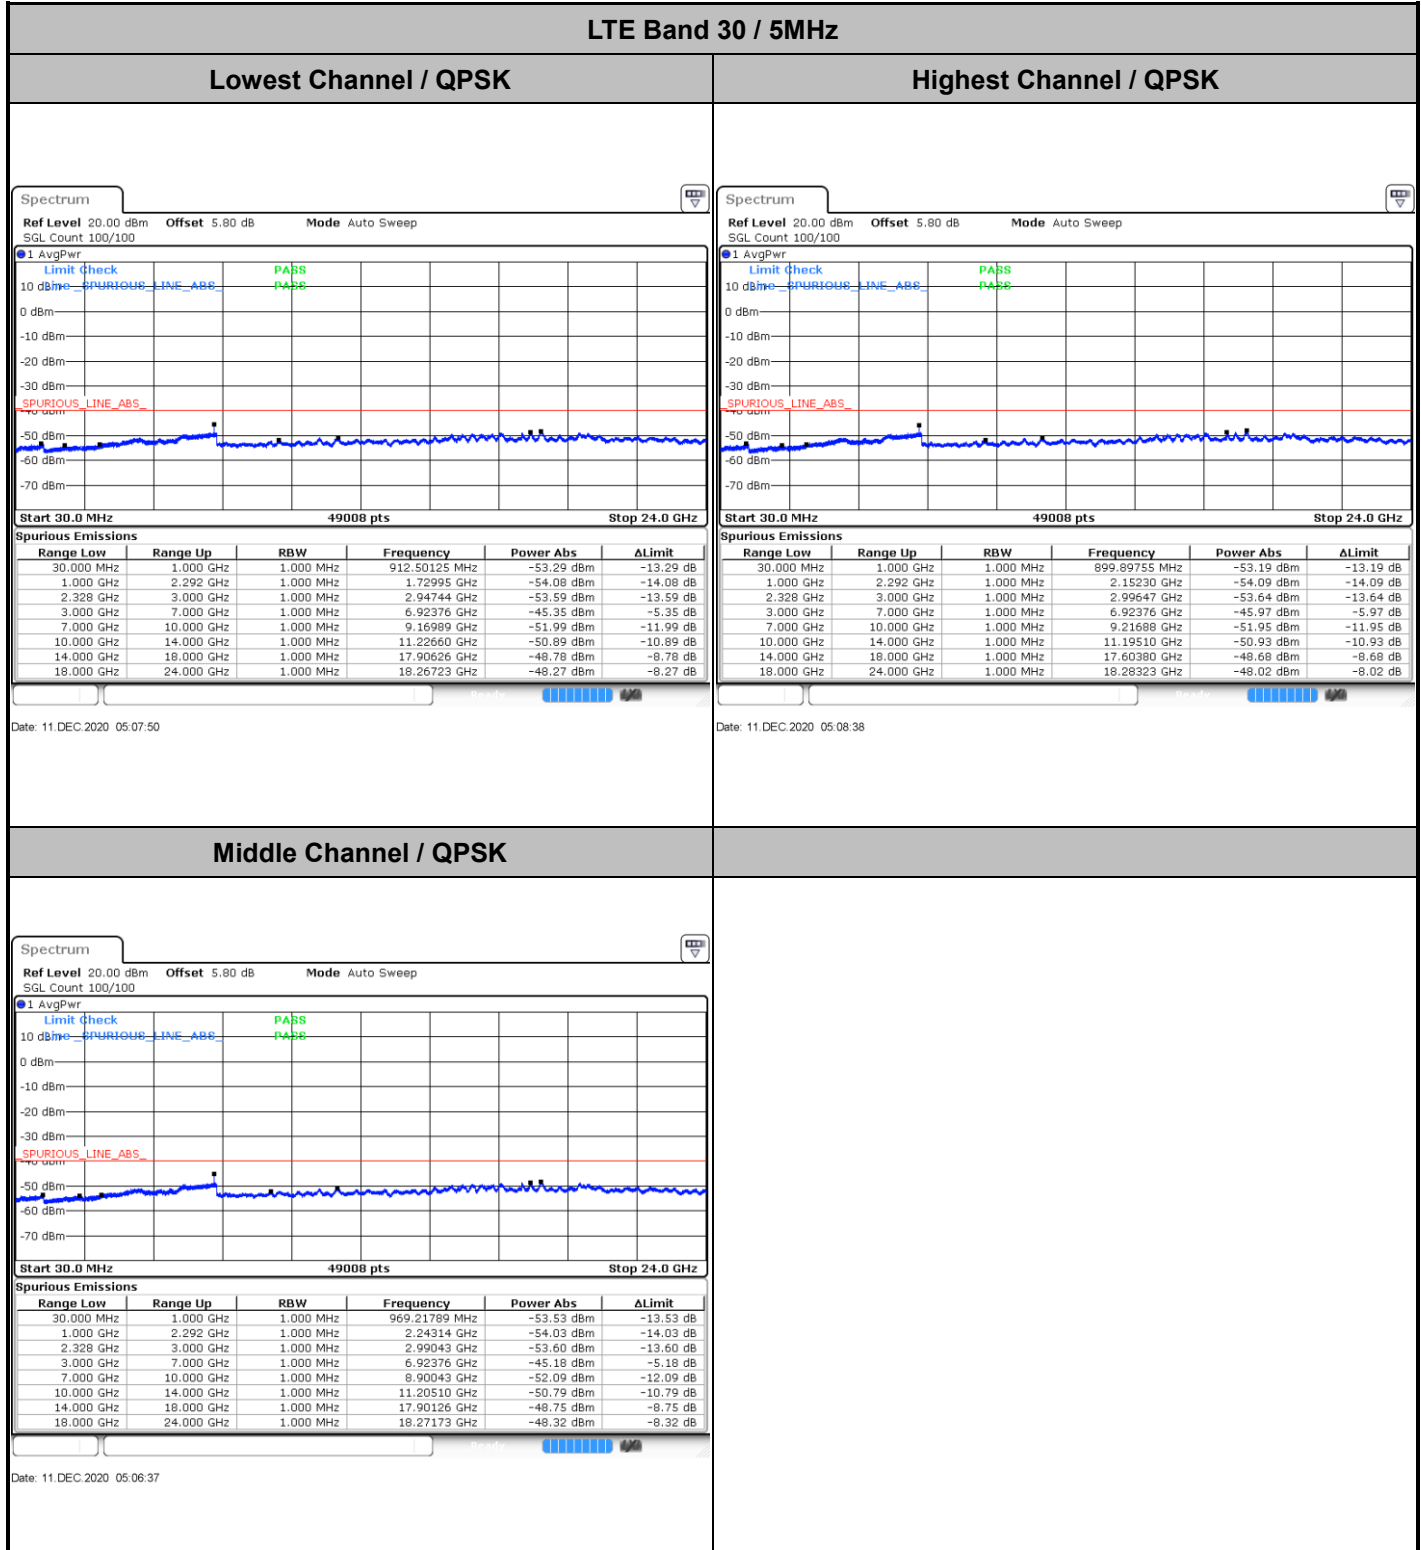 LTE Band 30 / 5MHz
Lowest Channel / QPSK
Spectrum
Ref Level 20.00 dBm Offset 5.80 dB Mode Auto Sweep
SGL Count 100/100
1 AvgPwr
Limit Check PASS
Line _SPURIOUS_LINE_ABS_ PASS
10 dBm
0 dBm
-10 dBm
-20 dBm
-30 dBm
_SPURIOUS_LINE_ABS_
-40 dBm
-50 dBm
-60 dBm
-70 dBm
Start 30.0 MHz 49008 pts Stop 24.0 GHz
Spurious Emissions
Range Low Range Up RBW Frequency Power Abs ΔLimit
30.000 MHz 1.000 GHz 1.000 MHz 912.50125 MHz -53.29 dBm -13.29 dB
1.000 GHz 2.292 GHz 1.000 MHz 1.72995 GHz -54.08 dBm -14.08 dB
2.328 GHz 3.000 GHz 1.000 MHz 2.94744 GHz -53.59 dBm -13.59 dB
3.000 GHz 7.000 GHz 1.000 MHz 6.92376 GHz -45.35 dBm -5.35 dB
7.000 GHz 10.000 GHz 1.000 MHz 9.16989 GHz -51.99 dBm -11.99 dB
10.000 GHz 14.000 GHz 1.000 MHz 11.22660 GHz -50.89 dBm -10.89 dB
14.000 GHz 18.000 GHz 1.000 MHz 17.90626 GHz -48.78 dBm -8.78 dB
18.000 GHz 24.000 GHz 1.000 MHz 18.26723 GHz -48.27 dBm -8.27 dB
Ready
Date: 11.DEC.2020 05:07:50
Highest Channel / QPSK
Spectrum
Ref Level 20.00 dBm Offset 5.80 dB Mode Auto Sweep
SGL Count 100/100
1 AvgPwr
Limit Check PASS
Line _SPURIOUS_LINE_ABS_ PASS
10 dBm
0 dBm
-10 dBm
-20 dBm
-30 dBm
_SPURIOUS_LINE_ABS_
-40 dBm
-50 dBm
-60 dBm
-70 dBm
Start 30.0 MHz 49008 pts Stop 24.0 GHz
Spurious Emissions
Range Low Range Up RBW Frequency Power Abs ΔLimit
30.000 MHz 1.000 GHz 1.000 MHz 899.89755 MHz -53.19 dBm -13.19 dB
1.000 GHz 2.292 GHz 1.000 MHz 2.15230 GHz -54.09 dBm -14.09 dB
2.328 GHz 3.000 GHz 1.000 MHz 2.99647 GHz -53.64 dBm -13.64 dB
3.000 GHz 7.000 GHz 1.000 MHz 6.92376 GHz -45.97 dBm -5.97 dB
7.000 GHz 10.000 GHz 1.000 MHz 9.21688 GHz -51.95 dBm -11.95 dB
10.000 GHz 14.000 GHz 1.000 MHz 11.19510 GHz -50.93 dBm -10.93 dB
14.000 GHz 18.000 GHz 1.000 MHz 17.60380 GHz -48.68 dBm -8.68 dB
18.000 GHz 24.000 GHz 1.000 MHz 18.28323 GHz -48.02 dBm -8.02 dB
Ready
Date: 11.DEC.2020 05:08:38
Middle Channel / QPSK
Spectrum
Ref Level 20.00 dBm Offset 5.80 dB Mode Auto Sweep
SGL Count 100/100
1 AvgPwr
Limit Check PASS
Line _SPURIOUS_LINE_ABS_ PASS
10 dBm
0 dBm
-10 dBm
-20 dBm
-30 dBm
_SPURIOUS_LINE_ABS_
-40 dBm
-50 dBm
-60 dBm
-70 dBm
Start 30.0 MHz 49008 pts Stop 24.0 GHz
Spurious Emissions
Range Low Range Up RBW Frequency Power Abs ΔLimit
30.000 MHz 1.000 GHz 1.000 MHz 969.21789 MHz -53.53 dBm -13.53 dB
1.000 GHz 2.292 GHz 1.000 MHz 2.24314 GHz -54.03 dBm -14.03 dB
2.328 GHz 3.000 GHz 1.000 MHz 2.99043 GHz -53.60 dBm -13.60 dB
3.000 GHz 7.000 GHz 1.000 MHz 6.92376 GHz -45.18 dBm -5.18 dB
7.000 GHz 10.000 GHz 1.000 MHz 8.90043 GHz -52.09 dBm -12.09 dB
10.000 GHz 14.000 GHz 1.000 MHz 11.20510 GHz -50.79 dBm -10.79 dB
14.000 GHz 18.000 GHz 1.000 MHz 17.90126 GHz -48.75 dBm -8.75 dB
18.000 GHz 24.000 GHz 1.000 MHz 18.27173 GHz -48.32 dBm -8.32 dB
Ready
Date: 11.DEC.2020 05:06:37